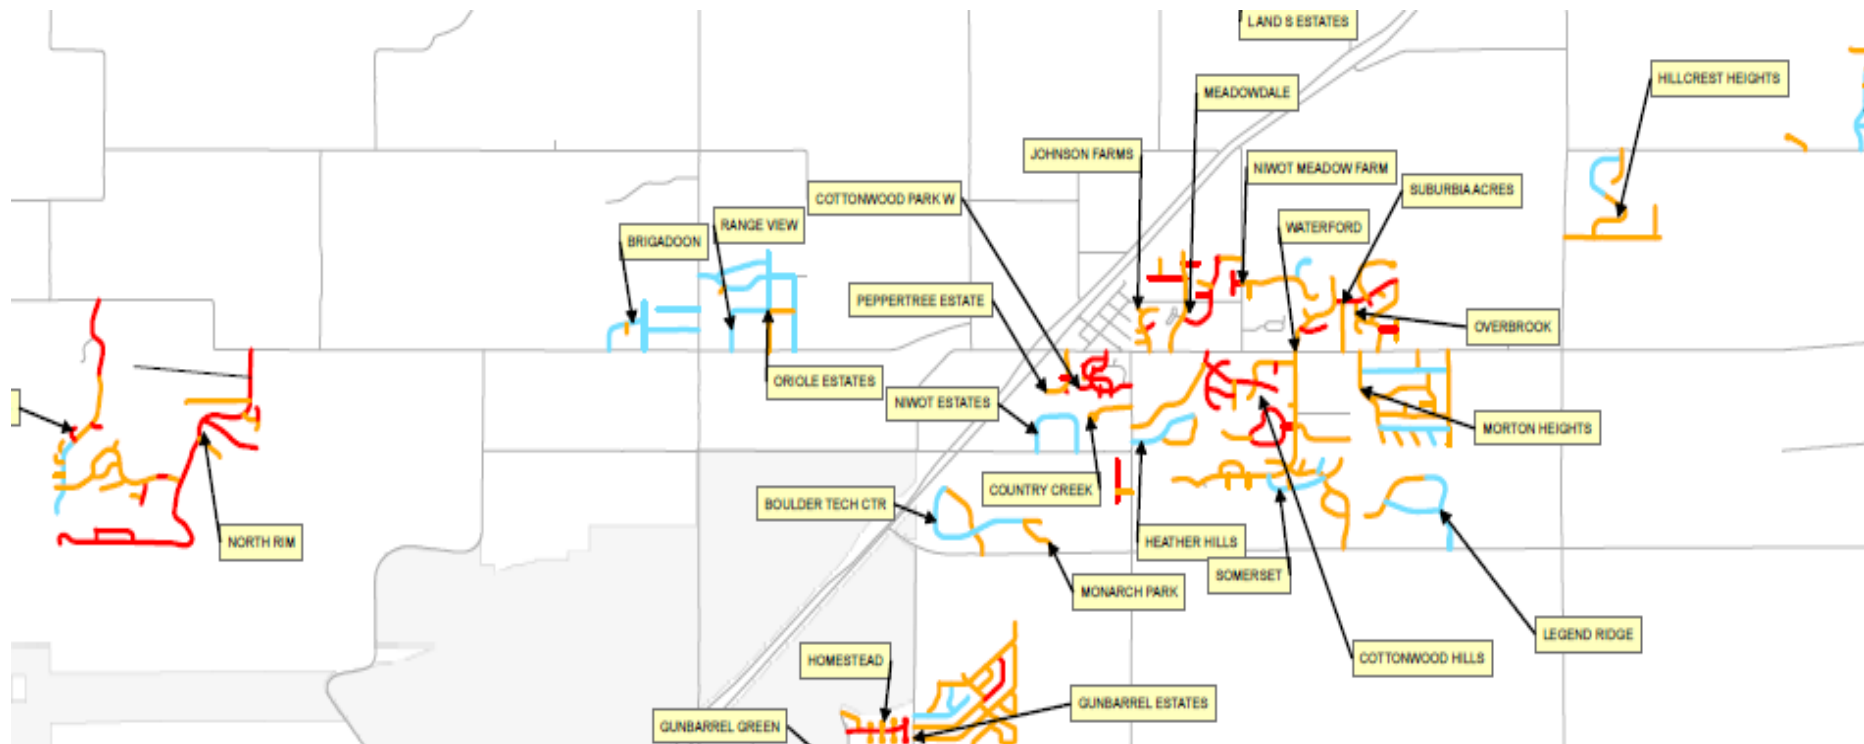 LAND S ESTATES
HILLCREST HEIGHTS
MEADOWDALE
JOHNSON FARMS
NIWOT MEADOW FARM
SUBURBIA ACRES
COTTONWOOD PARK W
RANGE VIEW
WATERFORD
BRIGADOON
PEPPERTREE ESTATE
OVERBROOK
ORIOLE ESTATES
NIWOT ESTATES
MORTON HEIGHTS
COUNTRY CREEK
BOULDER TECH CTR
NORTH RIM
HEATHER HILLS
SOMERSET
MONARCH PARK
LEGEND RIDGE
COTTONWOOD HILLS
HOMESTEAD
GUNBARREL ESTATES
GUNBARREL GREEN